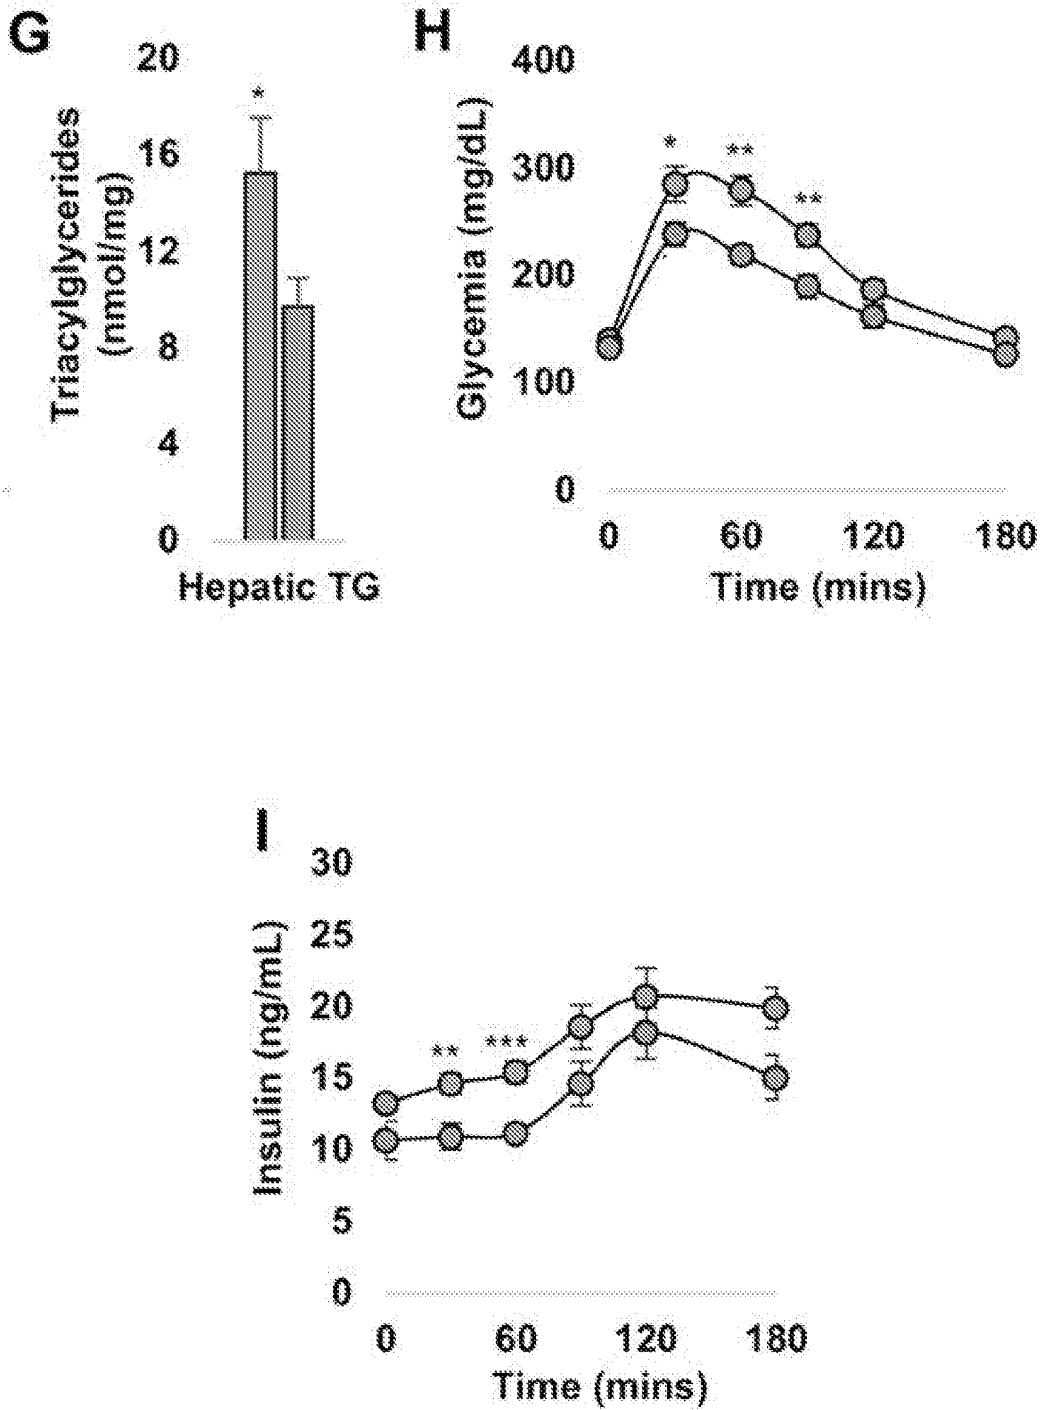 G
20
16
12
8
4
0
Triacylglycerides
(nmol/mg)
*
Hepatic TG
H
400
300
200
100
0
Glycemia (mg/dL)
*
**
**
0 60 120 180
Time (mins)
I
30
25
20
15
10
5
0
Insulin (ng/mL)
**
***
0 60 120 180
Time (mins)